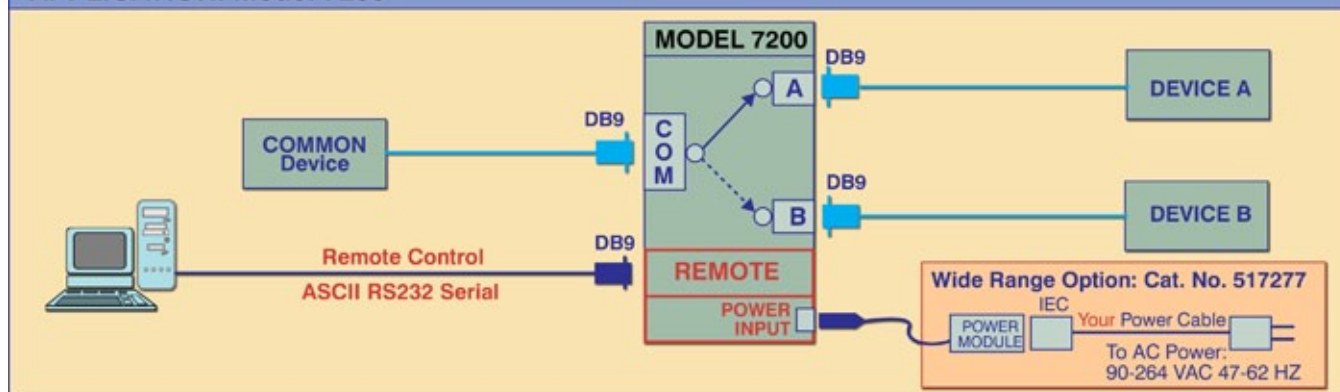 MODEL 7200
DB9
A
DEVICE A
DB9
COM
COMMON
Device
DB9
B
DEVICE B
DB9
Remote Control
ASCII RS232 Serial
REMOTE
POWER
INPUT
Wide Range Option: Cat. No. 517277
IEC
POWER
MODULE
Your Power Cable
To AC Power:
90-264 VAC 47-62 HZ